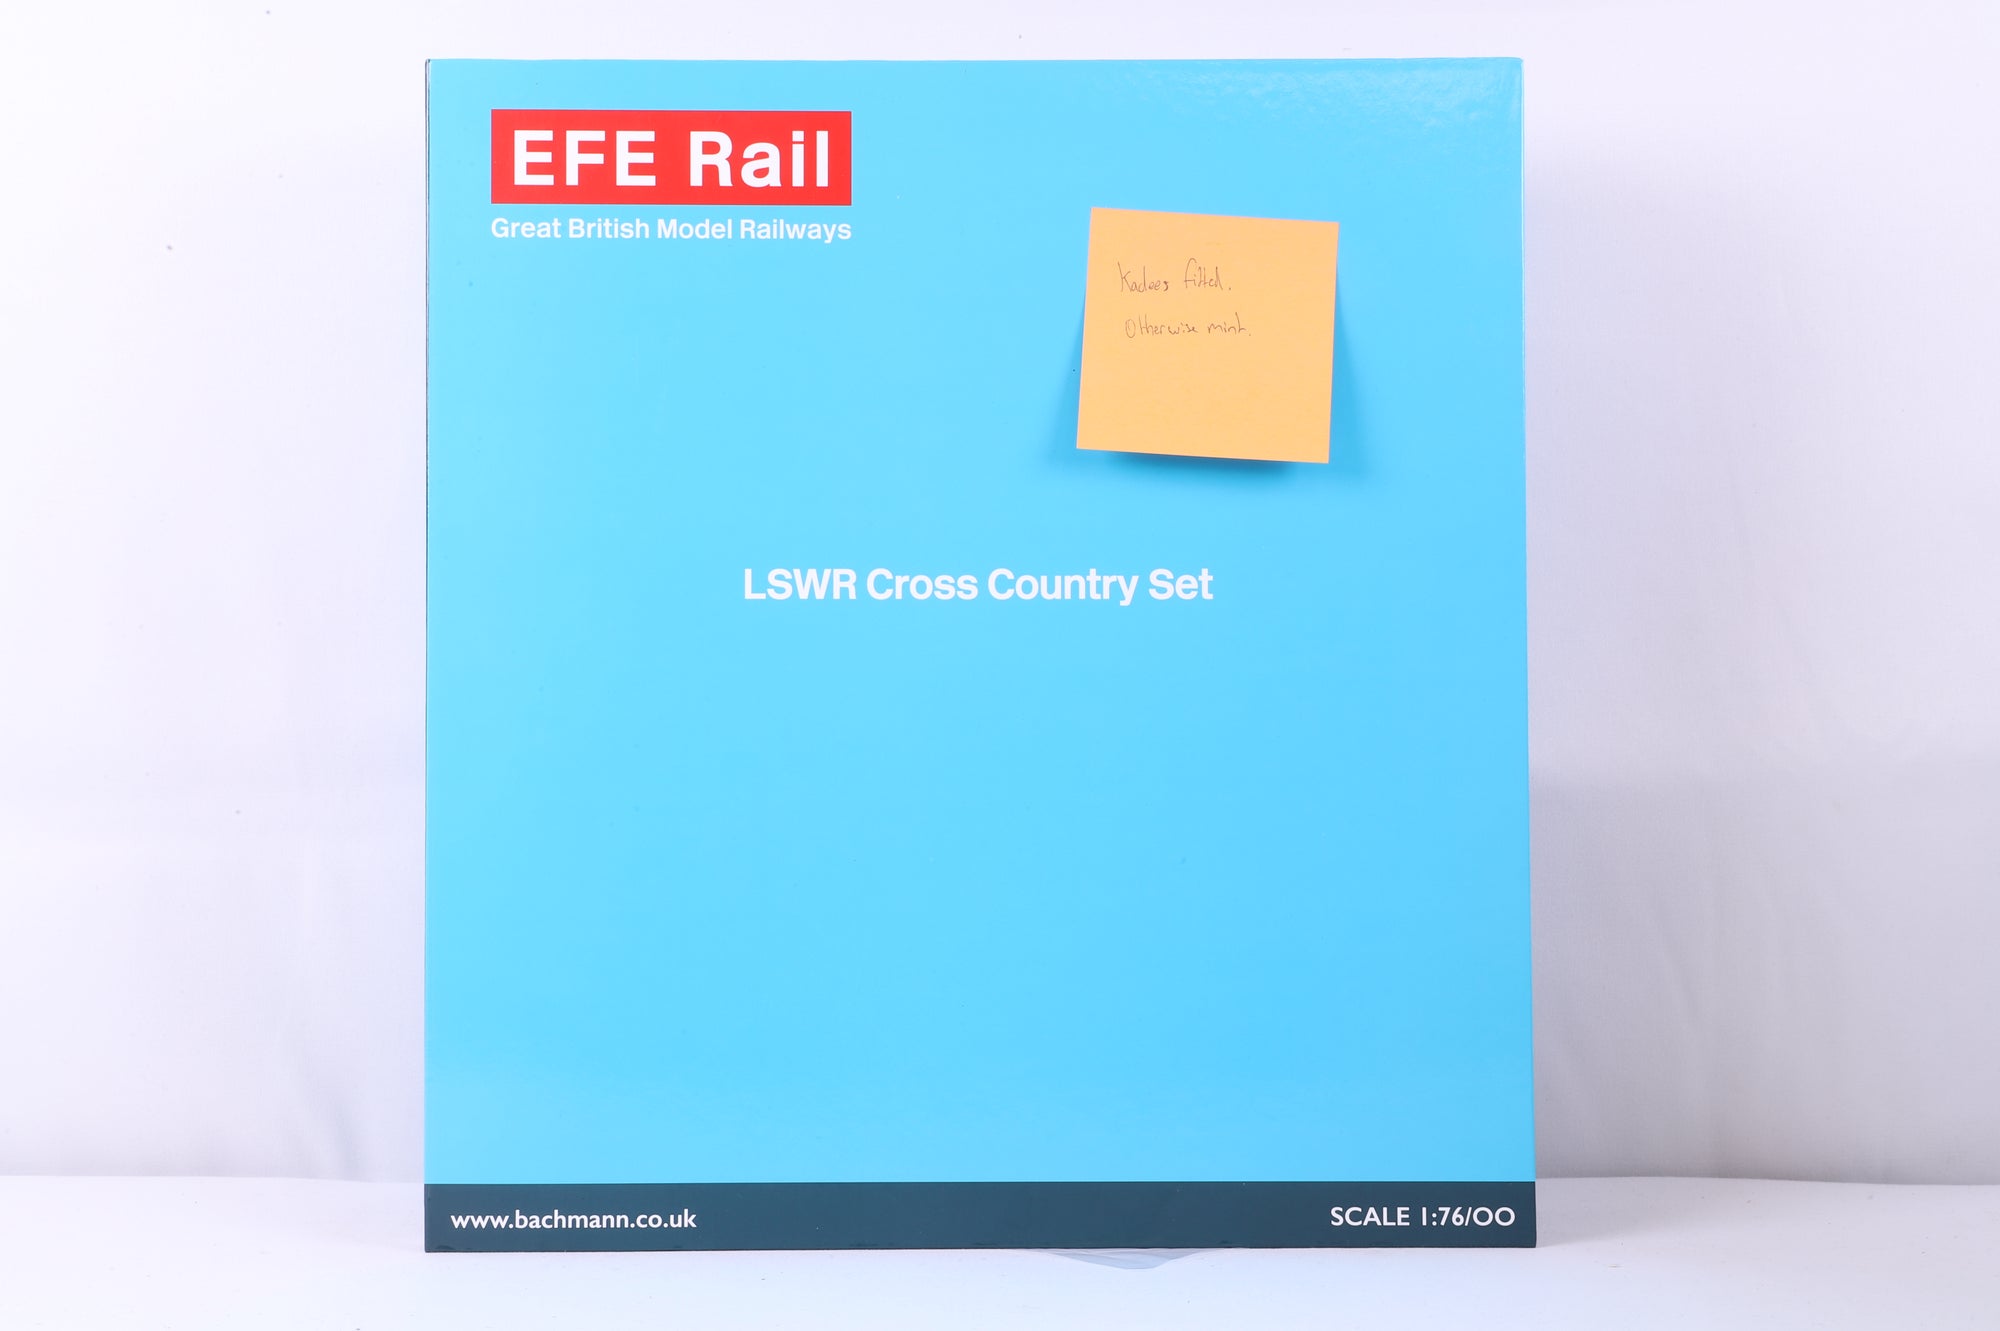 EFE Rail
Great British Model Railways
Kadees fitted.
Otherwise mint.
LSWR Cross Country Set
www.bachmann.co.uk
SCALE 1:76/OO